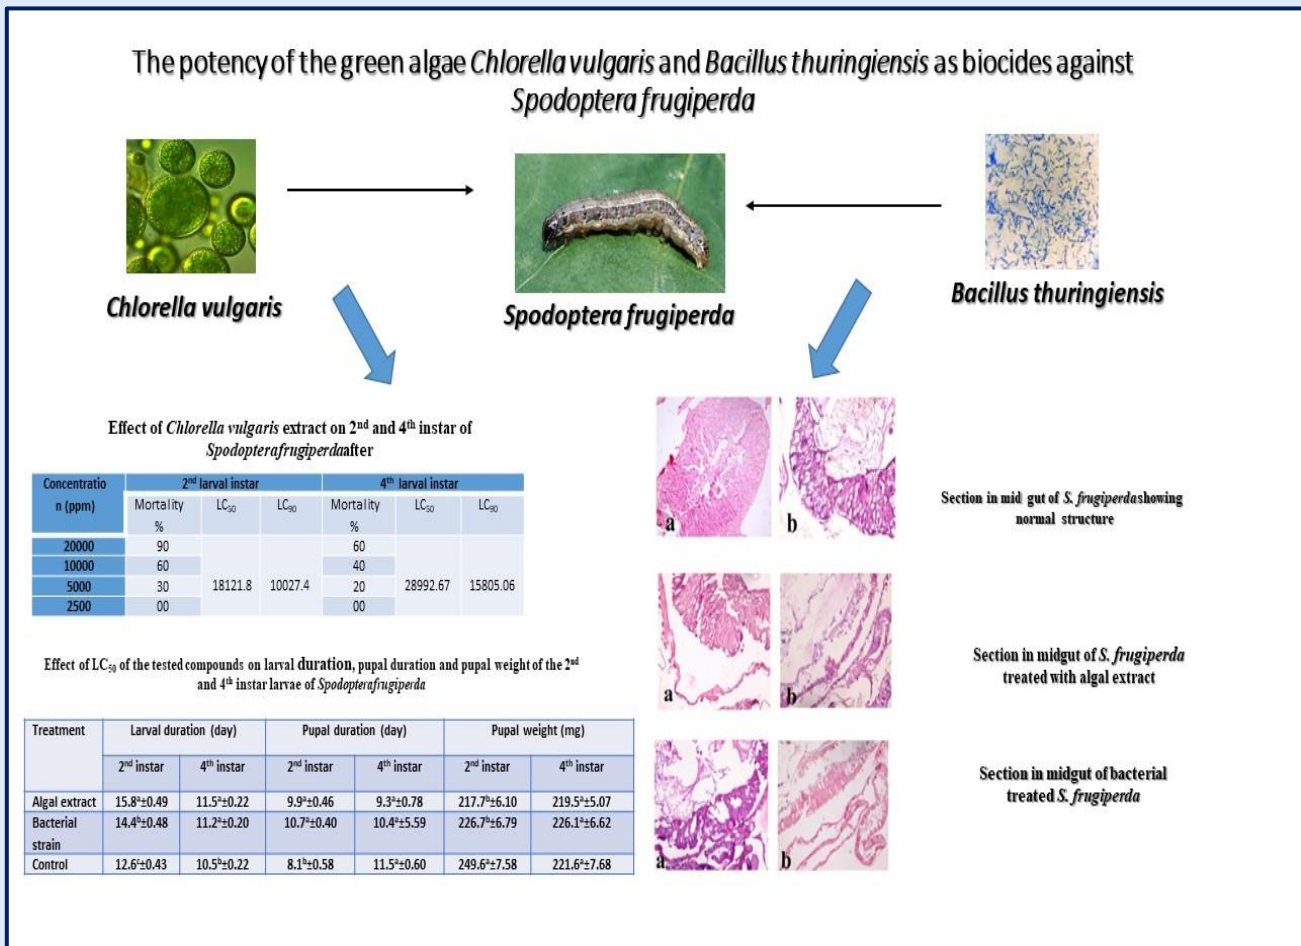 The potency of the green algae Chlorella vulgaris and Bacillus thuringiensis as biocides against
Spodoptera frugiperda
Chlorella vulgaris
Spodoptera frugiperda
Bacillus thuringiensis
Effect of Chlorella vulgaris extract on 2nd and 4th instar of
Spodopterafrugiperdaafter
Concentratio 2nd larval instar 4th larval instar
n (ppm) Mortality LC50 LC90 Mortality LC50 LC90
% %
20000 90 60
10000 60 40
5000 30 18121.8 10027.4 20 28992.67 15805.06
2500 00 00
Effect of LC50 of the tested compounds on larval duration, pupal duration and pupal weight of the 2nd
and 4th instar larvae of Spodopterafrugiperda
Treatment Larval duration (day) Pupal duration (day) Pupal weight (mg)
2nd instar 4th instar 2nd instar 4th instar 2nd instar 4th instar
Algal extract 15.8a±0.49 11.5a±0.22 9.9a±0.46 9.3a±0.78 217.7b±6.10 219.5a±5.07
Bacterial 14.4b±0.48 11.2a±0.20 10.7a±0.40 10.4a±5.59 226.7b±6.79 226.1a±6.62
strain
Control 12.6c±0.43 10.5b±0.22 8.1b±0.58 11.5a±0.60 249.6a±7.58 221.6a±7.68
a b
Section in mid gut of S. frugiperdashowing
normal structure
a b
Section in midgut of S. frugiperda
treated with algal extract
a b
Section in midgut of bacterial
treated S. frugiperda